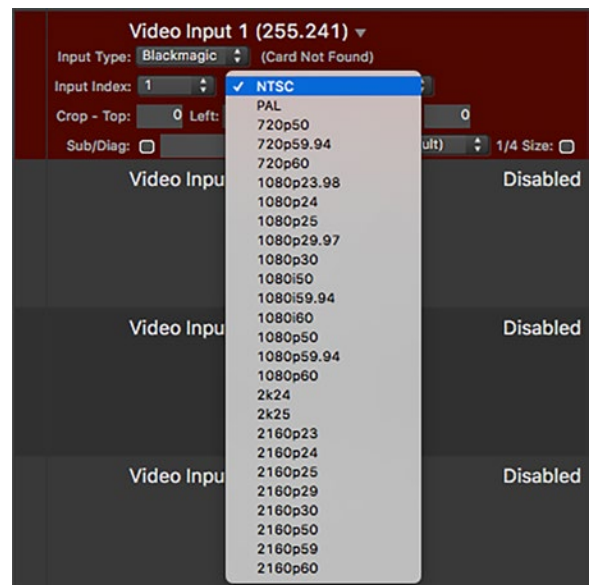 Video Input 1 (255.241) ▼
Input Type: Blackmagic (Card Not Found)
Input Index: 1
Crop - Top: 0 Left: 0
Sub/Diag: ult) 1/4 Size:
✓ NTSC
PAL
720p50
720p59.94
720p60
1080p23.98
1080p24
1080p25
1080p29.97
1080p30
1080i50
1080i59.94
1080i60
1080p50
1080p59.94
1080p60
2k24
2k25
2160p23
2160p24
2160p25
2160p29
2160p30
2160p50
2160p59
2160p60
Video Inpu Disabled
Video Inpu Disabled
Video Inpu Disabled